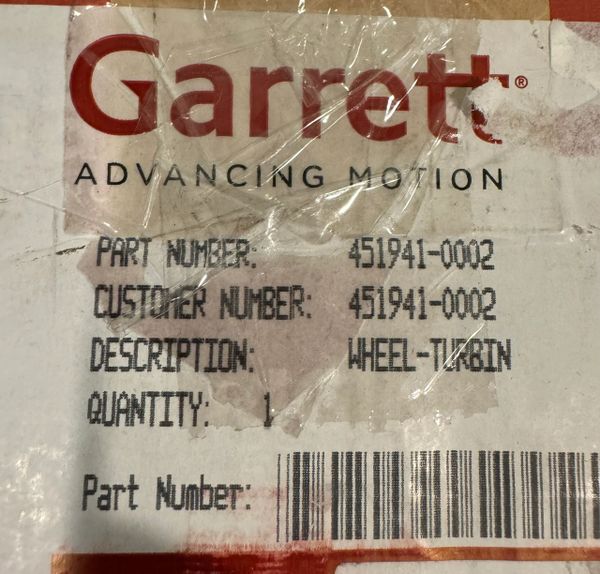 Garrett®
ADVANCING MOTION
PART NUMBER: 451941-0002
CUSTOMER NUMBER: 451941-0002
DESCRIPTION: WHEEL-TURBIN
QUANTITY: 1
Part Number: